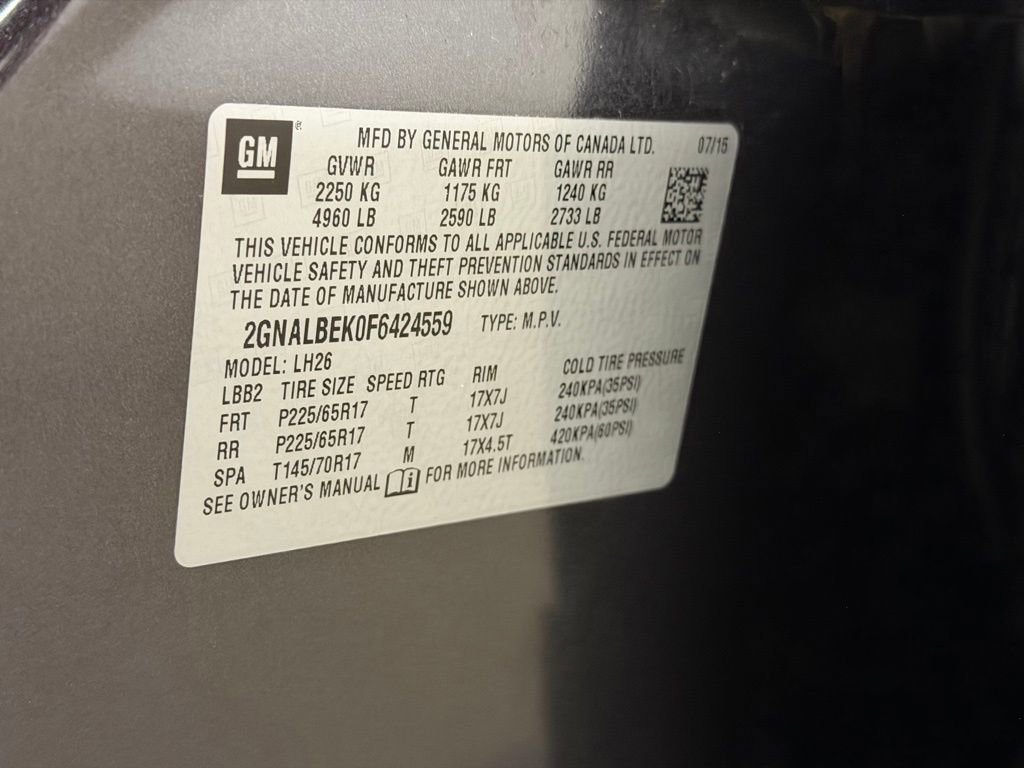 GM ®
MFD BY GENERAL MOTORS OF CANADA LTD. 07/15
GVWR GAWR FRT GAWR RR
2250 KG 1175 KG 1240 KG
4960 LB 2590 LB 2733 LB
THIS VEHICLE CONFORMS TO ALL APPLICABLE U.S. FEDERAL MOTOR
VEHICLE SAFETY AND THEFT PREVENTION STANDARDS IN EFFECT ON
THE DATE OF MANUFACTURE SHOWN ABOVE.
2GNALBEK0F6424559 TYPE: M.P.V.
MODEL: LH26
LBB2 TIRE SIZE SPEED RTG RIM COLD TIRE PRESSURE
FRT P225/65R17 T 17X7J 240KPA(35PSI)
RR P225/65R17 T 17X7J 240KPA(35PSI)
SPA T145/70R17 M 17X4.5T 420KPA(60PSI)
SEE OWNER'S MANUAL i FOR MORE INFORMATION.